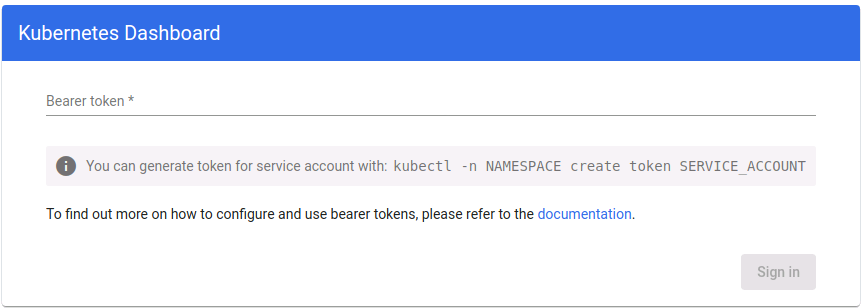 Kubernetes Dashboard
Bearer token *
You can generate token for service account with: kubectl -n NAMESPACE create token SERVICE_ACCOUNT
To find out more on how to configure and use bearer tokens, please refer to the documentation.
Sign in